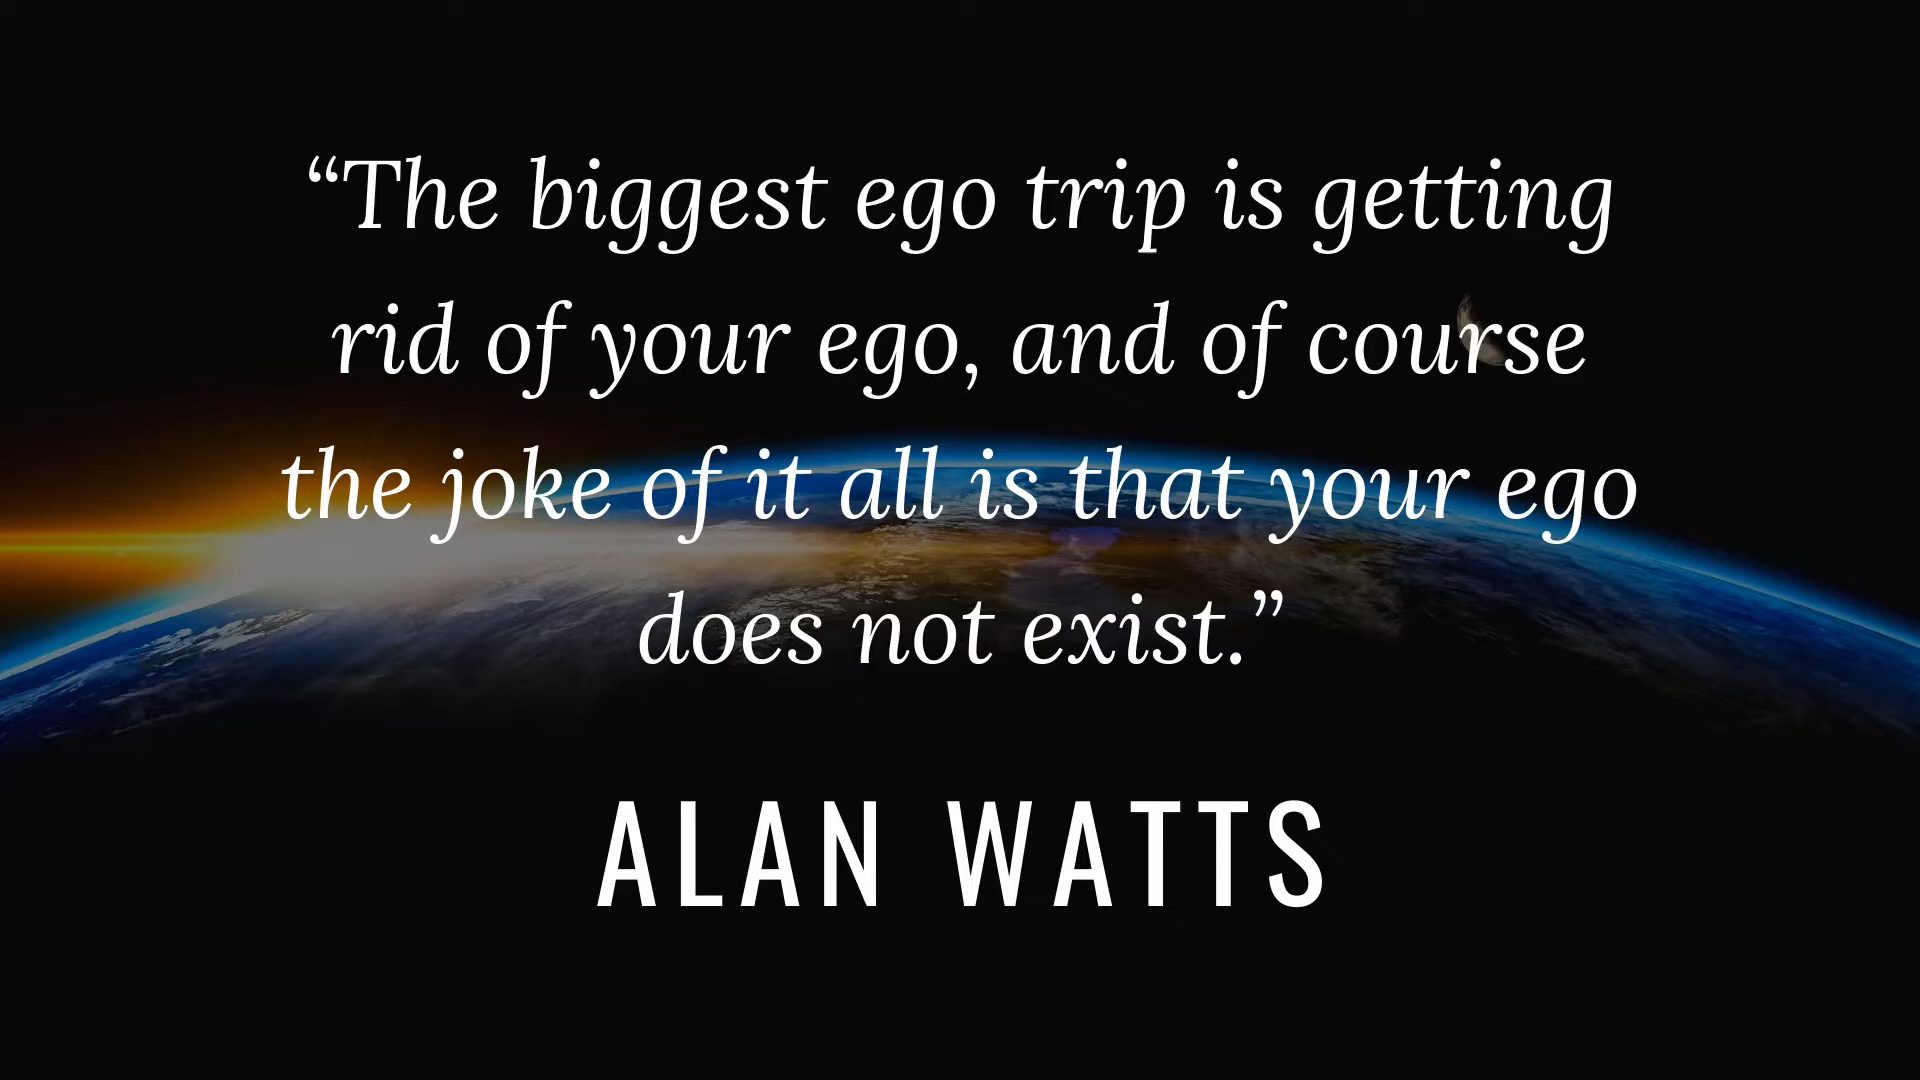 “The biggest ego trip is getting
rid of your ego, and of course
the joke of it all is that your ego
does not exist.”
ALAN WATTS